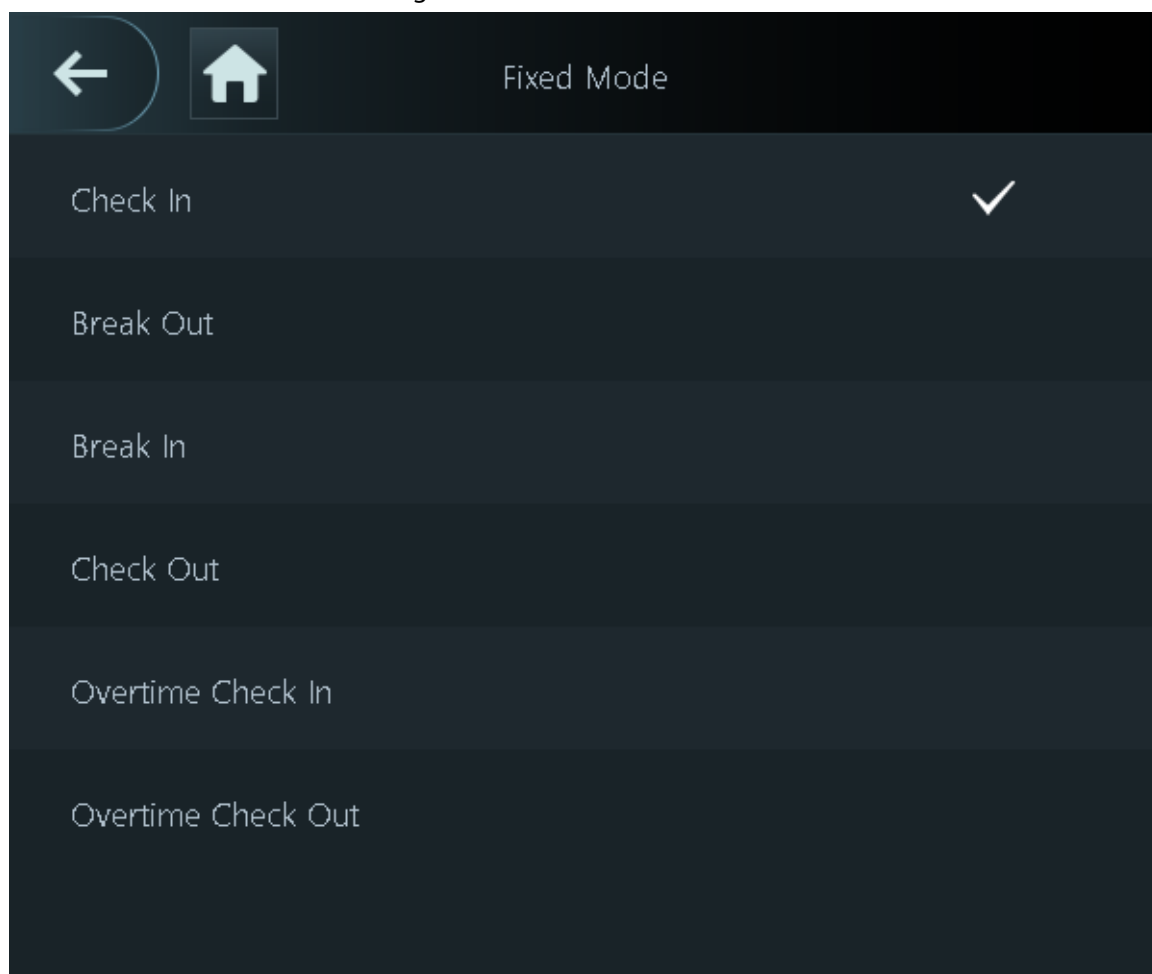 Fixed Mode
Check In
Break Out
Break In
Check Out
Overtime Check In
Overtime Check Out